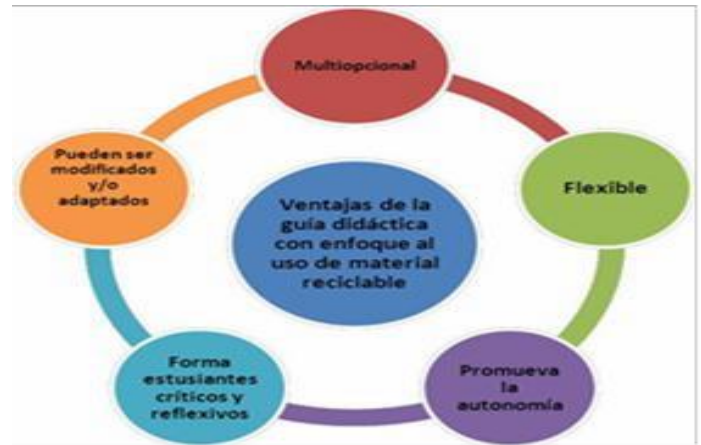 Multiopcional
Pueden ser
modificados
y/o
adaptados
Flexible
Ventajas de la
guía didáctica
con enfoque al
uso de material
reciclable
Forma
estusiantes
críticos y
reflexivos
Promueva
la
autonomía